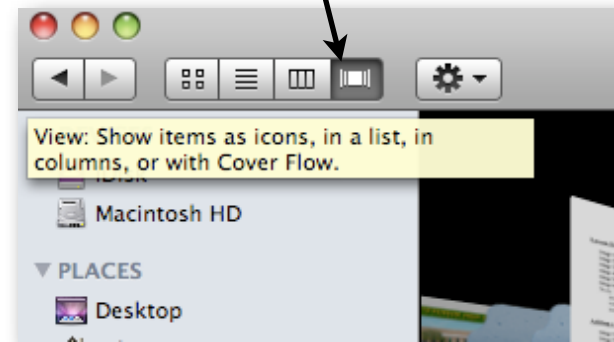 View: Show items as icons, in a list, in
columns, or with Cover Flow.
iDisk
Macintosh HD
PLACES
Desktop